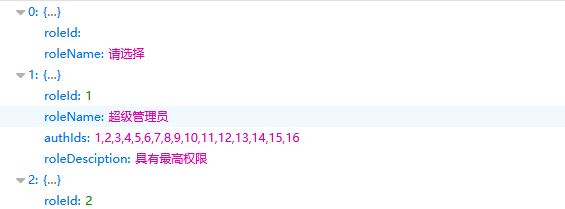 0: {...}
roleId:
roleName: 请选择
1: {...}
roleId: 1
roleName: 超级管理员
authIds: 1,2,3,4,5,6,7,8,9,10,11,12,13,14,15,16
roleDesciption: 具有最高权限
2: {...}
roleId: 2